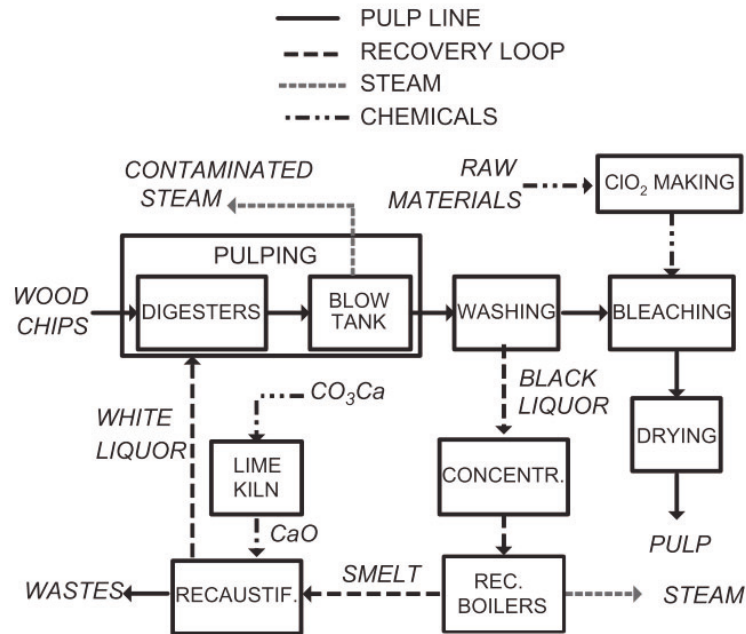 PULP LINE
RECOVERY LOOP
STEAM
CHEMICALS
CONTAMINATED
STEAM
RAW
MATERIALS
ClO₂ MAKING
PULPING
WOOD
CHIPS
DIGESTERS
BLOW
TANK
WASHING
BLEACHING
WHITE
LIQUOR
CO₃Ca
BLACK
LIQUOR
LIME
KILN
CONCENTR.
DRYING
CaO
PULP
WASTES
RECAUSTIF.
SMELT
REC.
BOILERS
STEAM